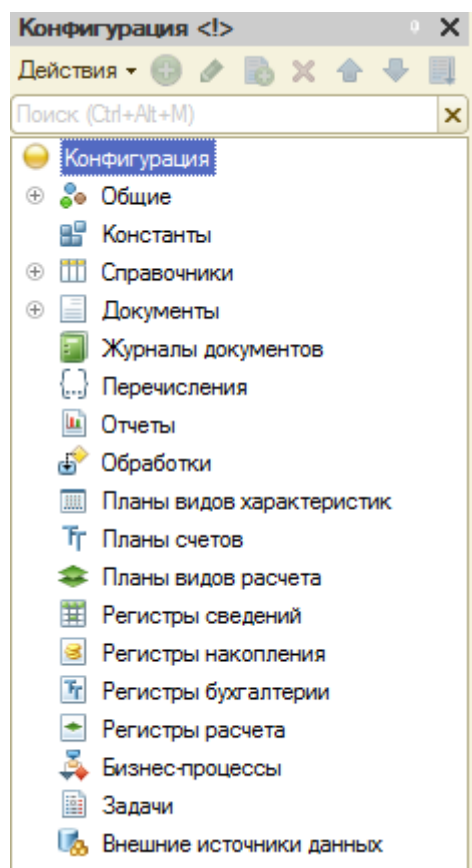 Конфигурация <!>
Действия
Поиск (Ctrl+Alt+M)
Конфигурация
Общие
Константы
Справочники
Документы
Журналы документов
Перечисления
Отчеты
Обработки
Планы видов характеристик
Планы счетов
Планы видов расчета
Регистры сведений
Регистры накопления
Регистры бухгалтерии
Регистры расчета
Бизнес-процессы
Задачи
Внешние источники данных